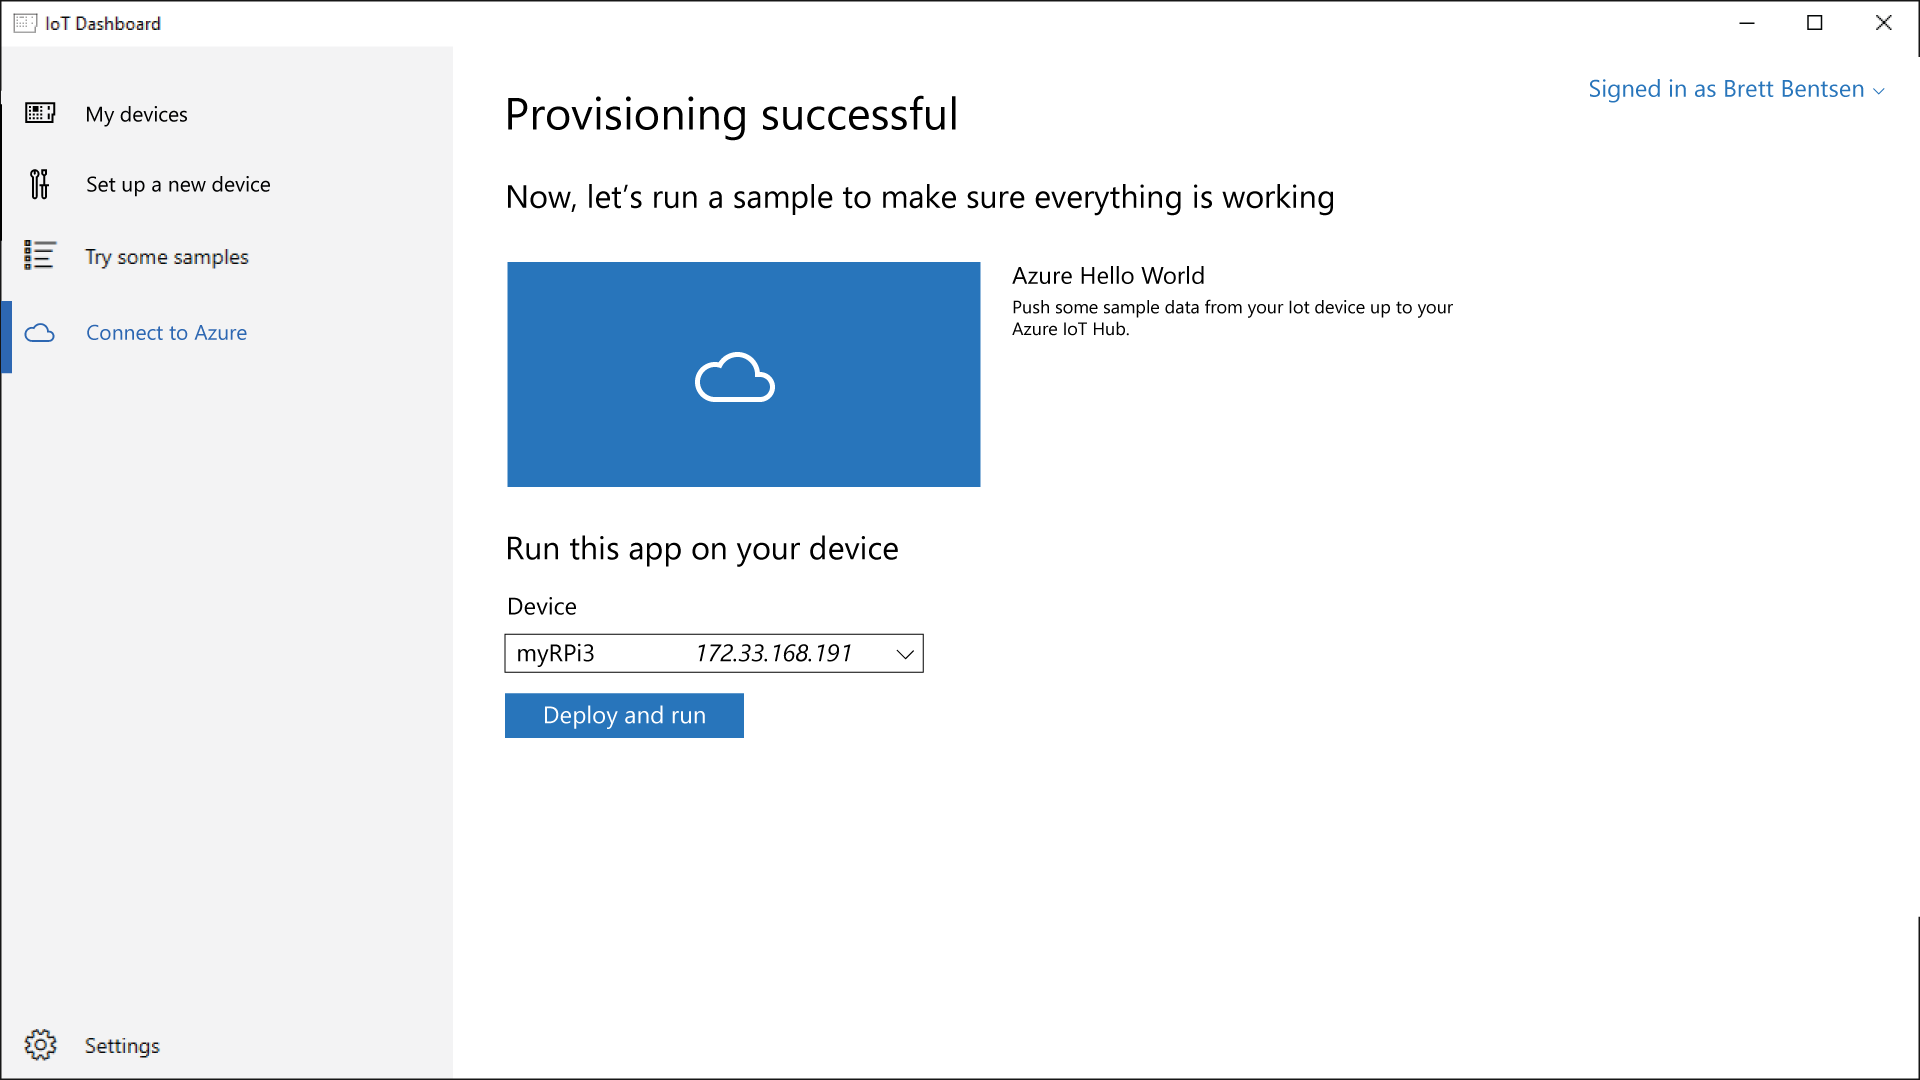 IoT Dashboard
My devices
Set up a new device
Try some samples
Connect to Azure
Settings
Signed in as Brett Bentsen
Provisioning successful
Now, let’s run a sample to make sure everything is working
Azure Hello World
Push some sample data from your Iot device up to your
Azure IoT Hub.
Run this app on your device
Device
myRPi3 172.33.168.191
Deploy and run